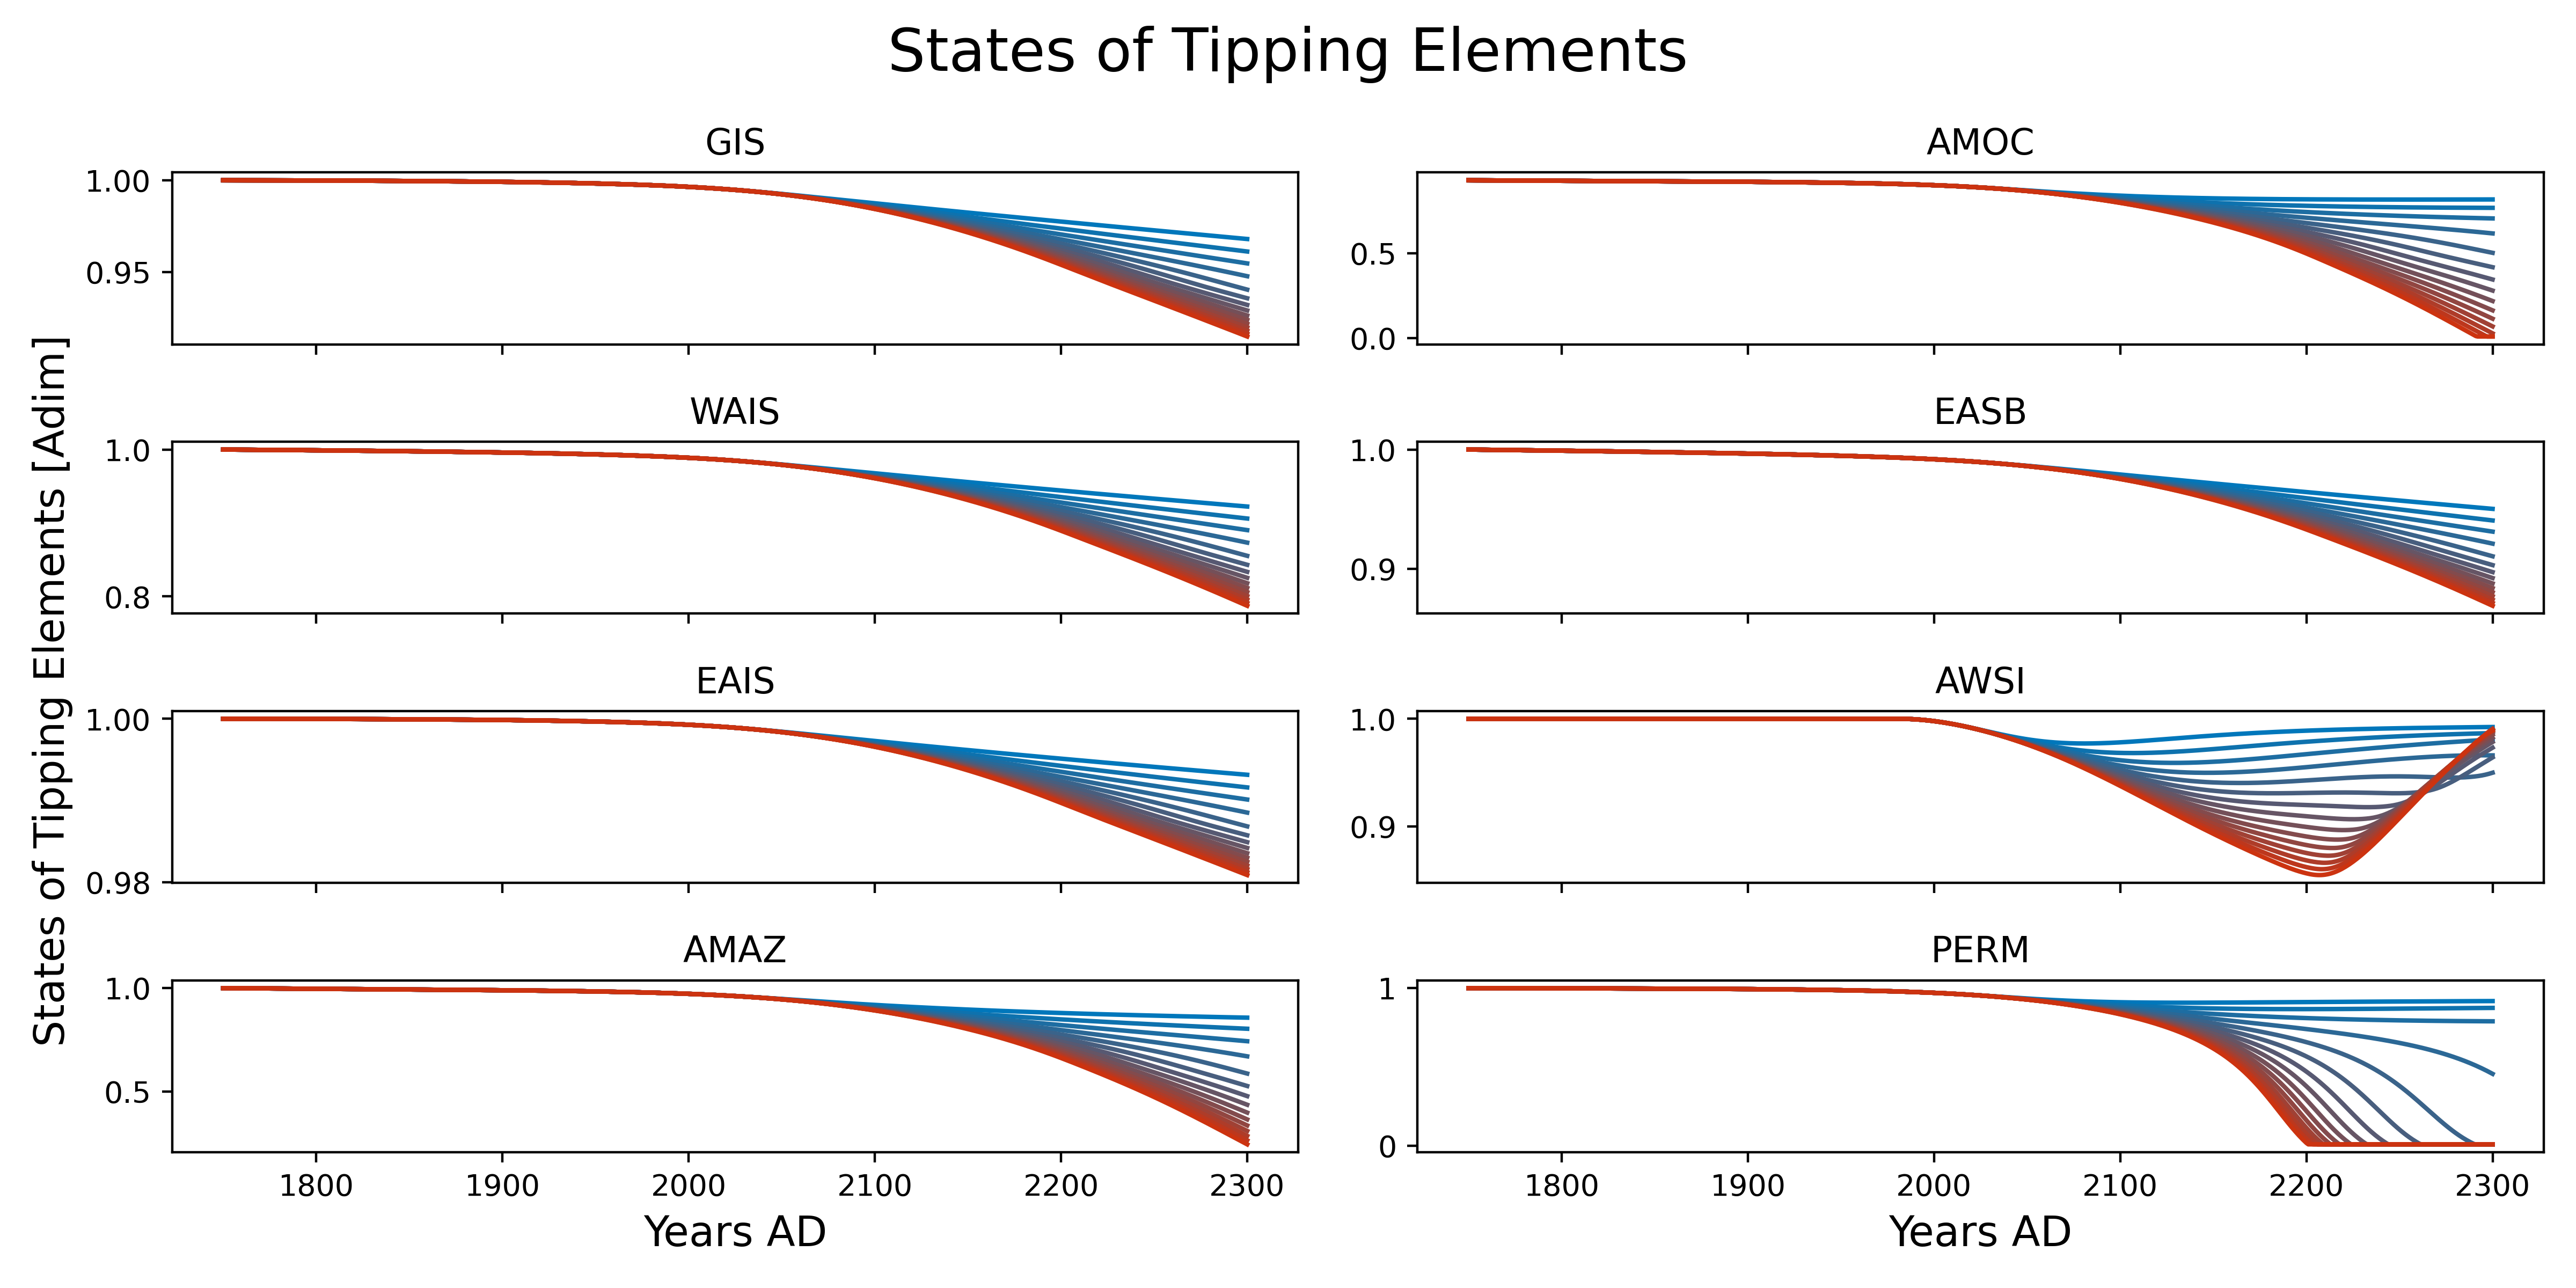 States of Tipping Elements
States of Tipping Elements [Adim]
GIS
1.00
0.95
AMOC
0.5
0.0
WAIS
1.0
0.8
EASB
1.0
0.9
EAIS
1.00
0.98
AWSI
1.0
0.9
AMAZ
1.0
0.5
1800 1900 2000 2100 2200 2300
Years AD
PERM
1
0
1800 1900 2000 2100 2200 2300
Years AD